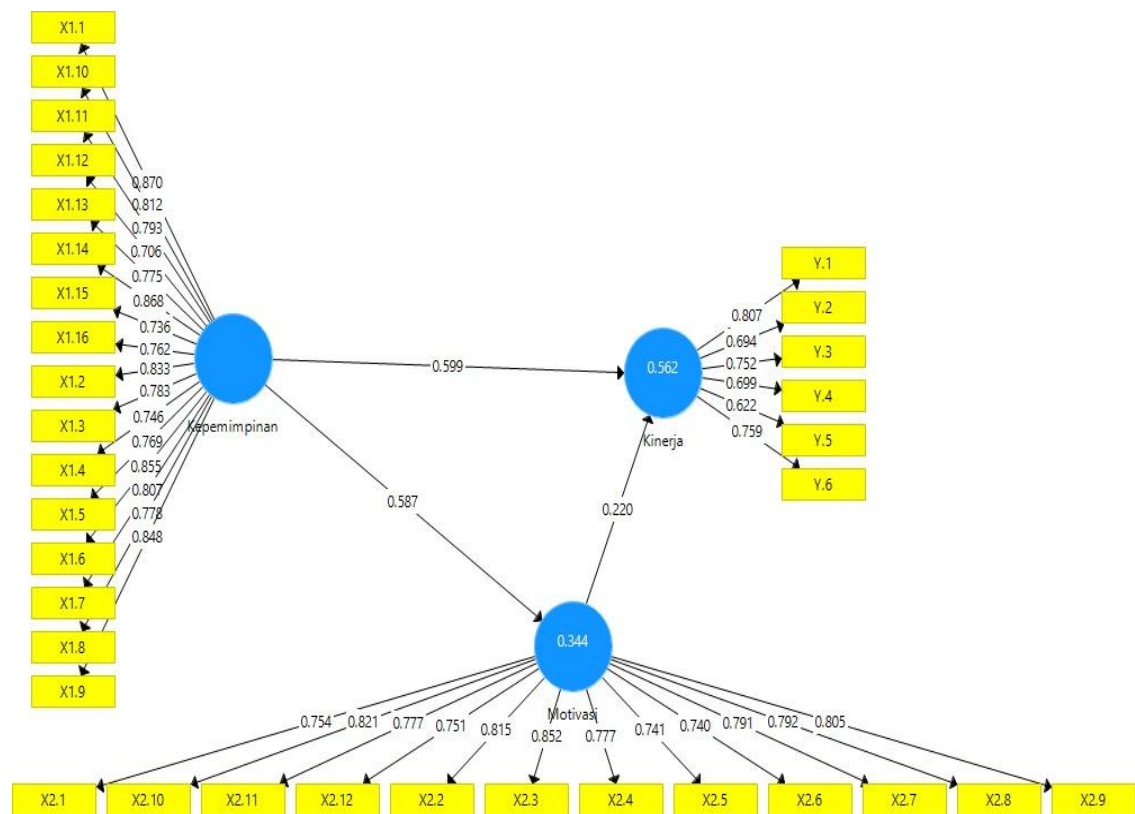 X1.1
X1.10
X1.11
X1.12
X1.13
X1.14
X1.15
X1.16
X1.2
X1.3
X1.4
X1.5
X1.6
X1.7
X1.8
X1.9
0.870
0.812
0.793
0.706
0.775
0.868
0.736
0.762
0.833
0.783
0.746
0.769
0.855
0.807
0.778
0.848
Kepemimpinan
0.599
0.587
0.220
0.562
Kinerja
0.807
0.694
0.752
0.699
0.622
0.759
Y.1
Y.2
Y.3
Y.4
Y.5
Y.6
0.344
Motivasi
0.754
0.821
0.777
0.751
0.815
0.852
0.777
0.741
0.740
0.791
0.792
0.805
X2.1
X2.10
X2.11
X2.12
X2.2
X2.3
X2.4
X2.5
X2.6
X2.7
X2.8
X2.9